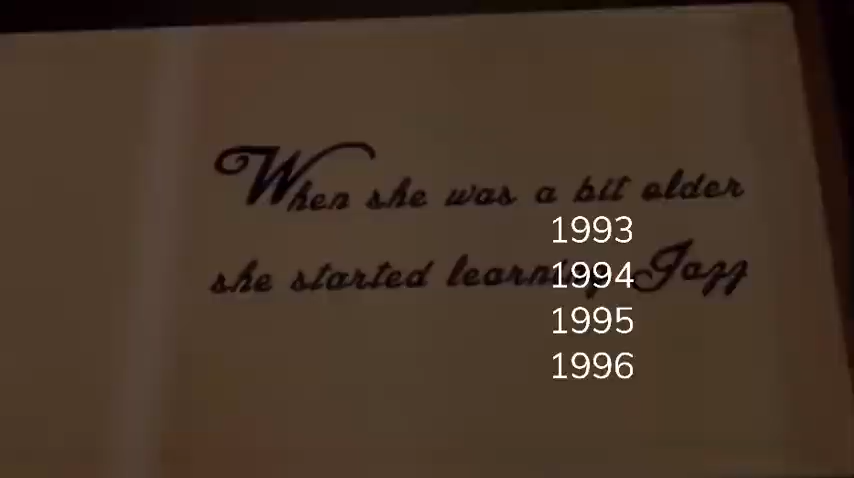 When she was a bit older
1993
she started learning Jazz
1994
1995
1996